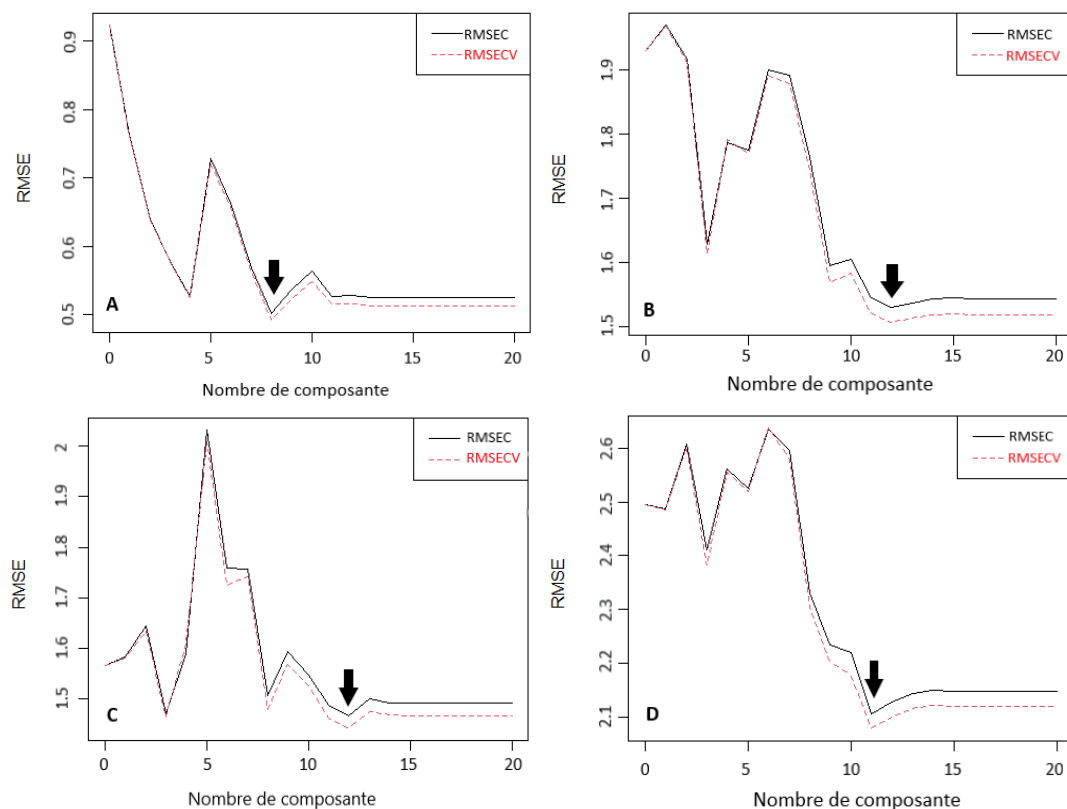 RMSEC
RMSECV
0.9
0.8
0.7
0.6
0.5
RMSE
A
0 5 10 15 20
Nombre de composante
RMSEC
RMSECV
1.9
1.8
1.7
1.6
1.5
RMSE
B
0 5 10 15 20
Nombre de composante
RMSEC
RMSECV
2
1.9
1.8
1.7
1.6
1.5
RMSE
C
0 5 10 15 20
Nombre de composante
RMSEC
RMSECV
2.6
2.5
2.4
2.3
2.2
2.1
RMSE
D
0 5 10 15 20
Nombre de composante